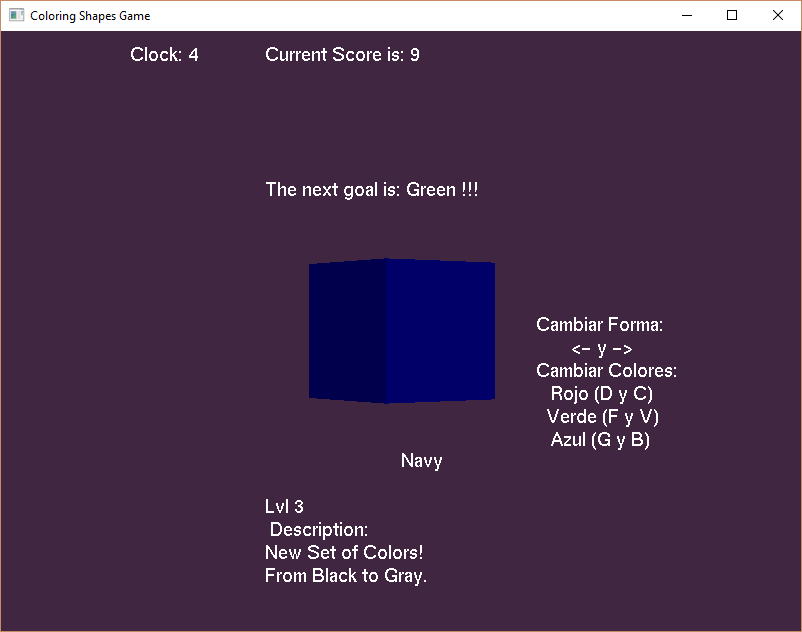 Coloring Shapes Game
Clock: 4
Current Score is: 9
The next goal is: Green !!!
Cambiar Forma:
<- y ->
Cambiar Colores:
Rojo (D y C)
Verde (F y V)
Azul (G y B)
Navy
Lvl 3
Description:
New Set of Colors!
From Black to Gray.